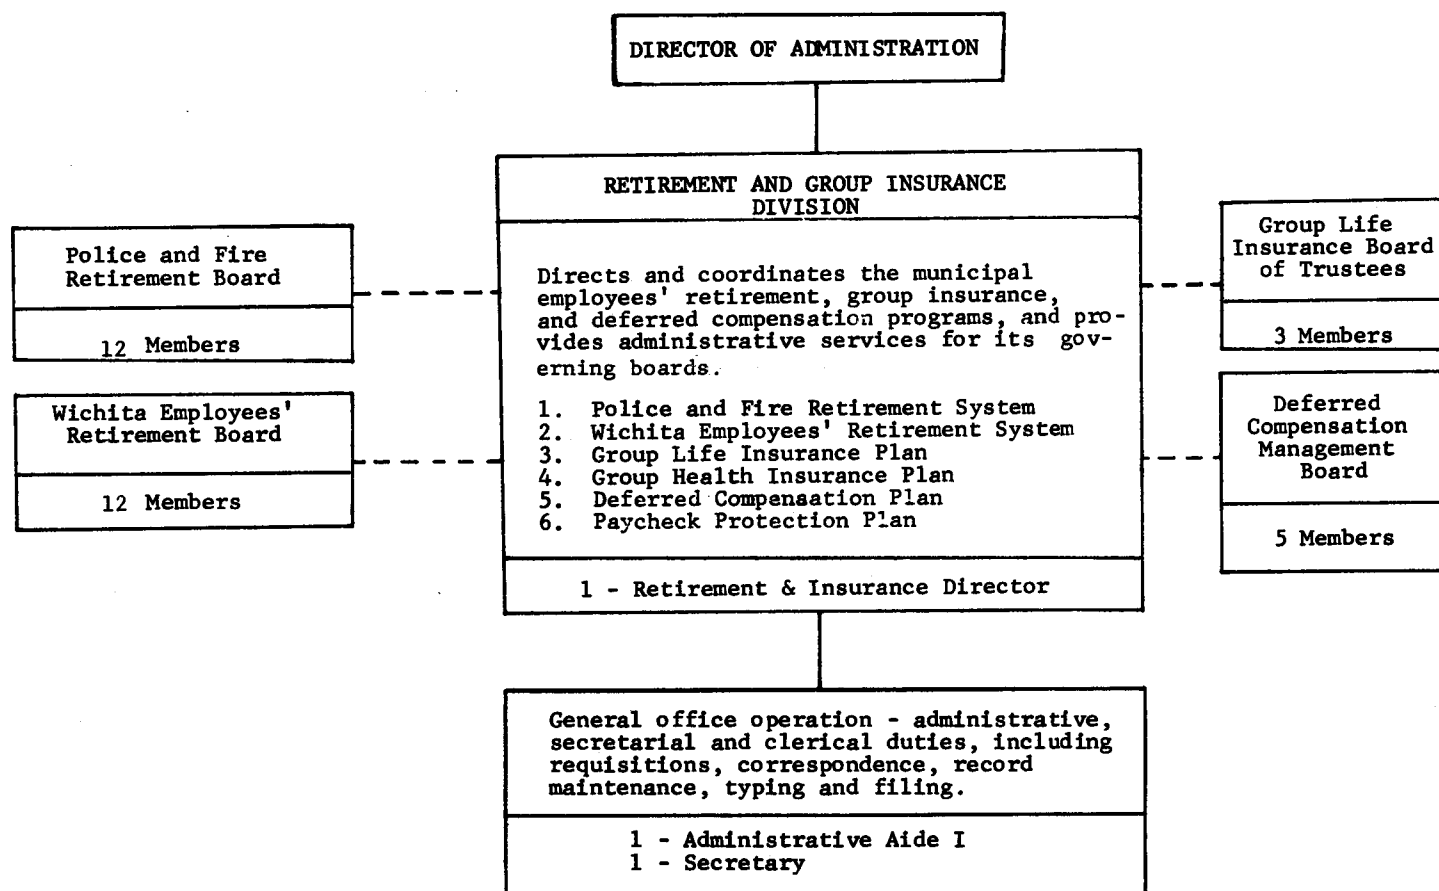 DIRECTOR OF ADMINISTRATION
RETIREMENT AND GROUP INSURANCE
DIVISION
Directs and coordinates the municipal
employees' retirement, group insurance,
and deferred compensation programs, and pro-
vides administrative services for its gov-
erning boards.
1. Police and Fire Retirement System
2. Wichita Employees' Retirement System
3. Group Life Insurance Plan
4. Group Health Insurance Plan
5. Deferred Compensation Plan
6. Paycheck Protection Plan
1 - Retirement & Insurance Director
Police and Fire
Retirement Board
12 Members
Wichita Employees'
Retirement Board
12 Members
Group Life
Insurance Board
of Trustees
3 Members
Deferred
Compensation
Management
Board
5 Members
General office operation - administrative,
secretarial and clerical duties, including
requisitions, correspondence, record
maintenance, typing and filing.
1 - Administrative Aide I
1 - Secretary